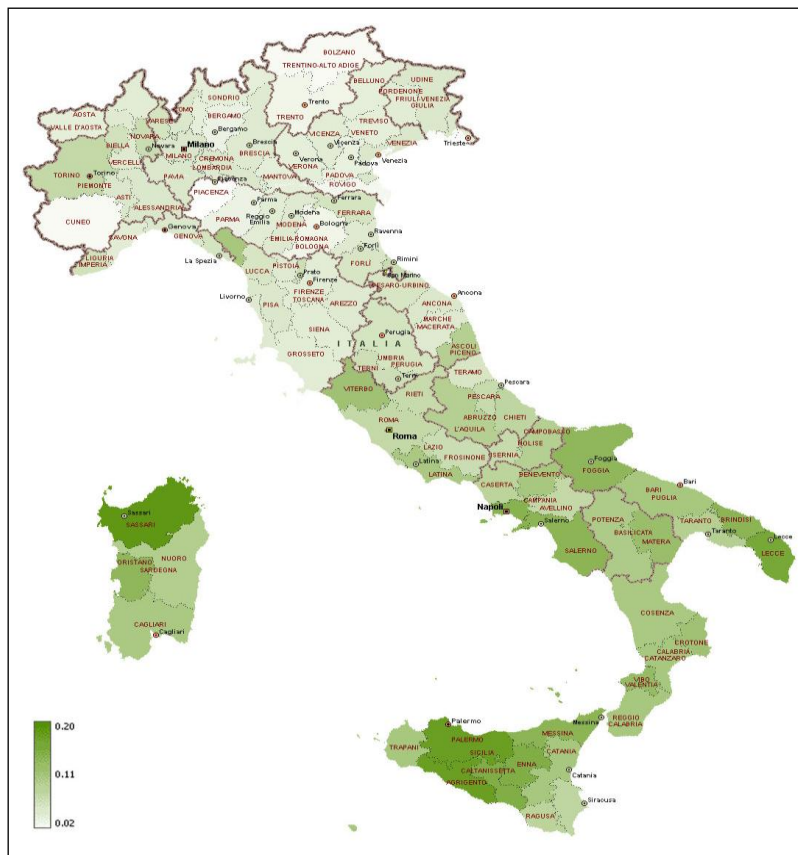 BOLZANO
TRENTINO-ALTO ADIGE
BELLUNO
UDINE
PORDENONE
FRIULI-VENEZIA
GIULIA
SONDRIO
COMO
Trento
TRENTO
AOSTA
VALLE D'AOSTA
VARESE
BERGAMO
Bergamo
TREVISO
VICENZA
VENETO
VENEZIA
Trieste
BIELLA
NOVARA
Novara
Milano
MILANO
Brescia
BRESCIA
Vicenza
Verona
VERONA
Padova
Venezia
VERCELLI
CREMONA
LOMBARDIA
PADOVA
ROVIGO
TORINO
Torino
PIEMONTE
PAVIA
MANTOVA
PIACENZA
ASTI
ALESSANDRIA
Parma
PARMA
Reggio
Emilia
Modena
MODENA
Ferrara
FERRARA
CUNEO
Bologna
EMILIA-ROMAGNA
BOLOGNA
Ravenna
SAVONA
Genova
GENOVA
Forlì
FORLÌ
Rimini
LIGURIA
IMPERIA
La Spezia
LUCCA
PISTOIA
Prato
Firenze
FIRENZE
TOSCANA
San Marino
PESARO-URBINO
Livorno
PISA
AREZZO
ANCONA
Ancona
MARCHE
MACERATA
SIENA
ITALIA
Perugia
UMBRIA
PERUGIA
GROSSETO
TERNI
Terni
ASCOLI
PICENO
TERAMO
VITERBO
RIETI
Pescara
PESCARA
ROMA
Roma
ABRUZZO
CHIETI
L'AQUILA
LAZIO
CAMPOBASSO
MOLISE
FROSINONE
ISERNIA
Latina
LATINA
Foggia
FOGGIA
CASERTA
BENEVENTO
BARI
Bari
PUGLIA
Napoli
CAMPANIA
AVELLINO
Salerno
SALERNO
POTENZA
BASILICATA
MATERA
TARANTO
Taranto
BRINDISI
Lecce
LECCE
Sassari
SASSARI
NUORO
ORISTANO
SARDEGNA
CAGLIARI
Cagliari
COSENZA
CROTONE
CALABRIA
CATANZARO
VIBO
VALENTIA
REGGIO
CALABRIA
Messina
MESSINA
Palermo
PALERMO
TRAPANI
SICILIA
ENNA
CATANIA
Catania
CALTANISSETTA
AGRIGENTO
Siracusa
RAGUSA
0.20
0.11
0.02